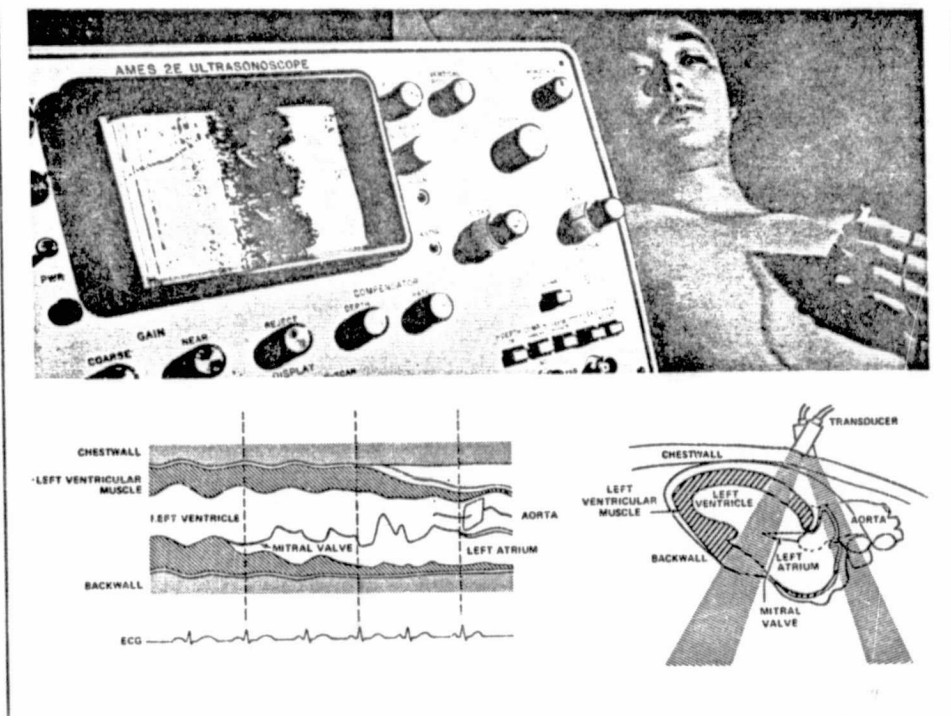 AMES 2E ULTRASONOSCOPE
PWR
COMPENSATOR
GAIN
REJECT
DEPTH
COARSE
NEAR
DISPLAY
CHESTWALL
-LEFT VENTRICULAR
MUSCLE
LEFT VENTRICLE
MITRAL VALVE
AORTA
LEFT ATRIUM
BACKWALL
ECG
TRANSDUCER
CHESTWALL
LEFT
VENTRICULAR
MUSCLE
LEFT
VENTRICLE
AORTA
BACKWALL
LEFT
ATRIUM
MITRAL
VALVE